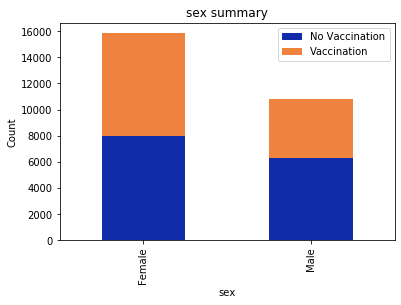 sex summary
16000
14000
12000
10000
8000
6000
4000
2000
0
Count
No Vaccination
Vaccination
Female
Male
sex